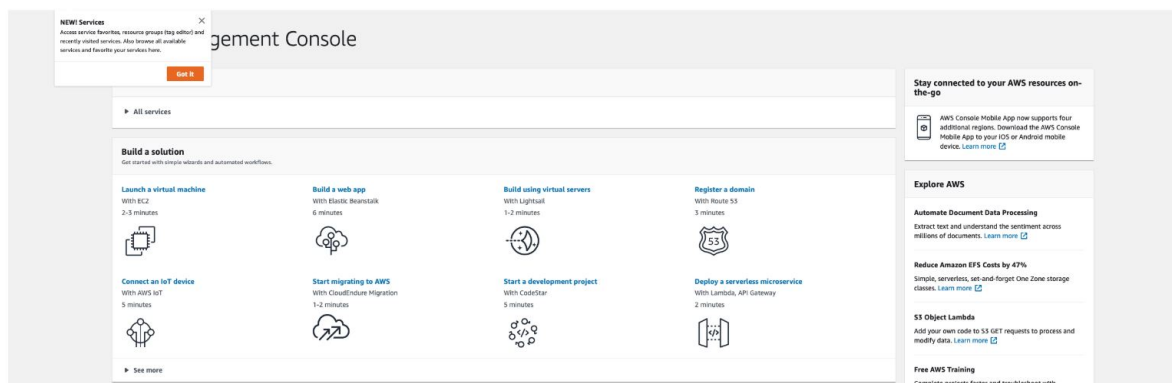 NEW! Services
Access service favorites, resource groups (tag editor) and
recently visited services. Also browse all available
services and favorite your services here.
Got it
gement Console
All services
Build a solution
Get started with simple wizards and automated workflows.
Launch a virtual machine
With EC2
2-3 minutes
Build a web app
With Elastic Beanstalk
6 minutes
Build using virtual servers
With Lightsail
1-2 minutes
Register a domain
With Route 53
3 minutes
53
Connect an IoT device
With AWS IoT
5 minutes
Start migrating to AWS
With CloudEndure Migration
1-2 minutes
Start a development project
With CodeStar
5 minutes
</>
Deploy a serverless microservice
With Lambda, API Gateway
2 minutes
</>
See more
Stay connected to your AWS resources on-
the-go
AWS Console Mobile App now supports four
additional regions. Download the AWS Console
Mobile App to your iOS or Android mobile
device. Learn more
Explore AWS
Automate Document Data Processing
Extract text and understand the sentiment across
millions of documents. Learn more
Reduce Amazon EFS Costs by 47%
Simple, serverless, set-and-forget One Zone storage
classes. Learn more
S3 Object Lambda
Add your own code to S3 GET requests to process and
modify data. Learn more
Free AWS Training